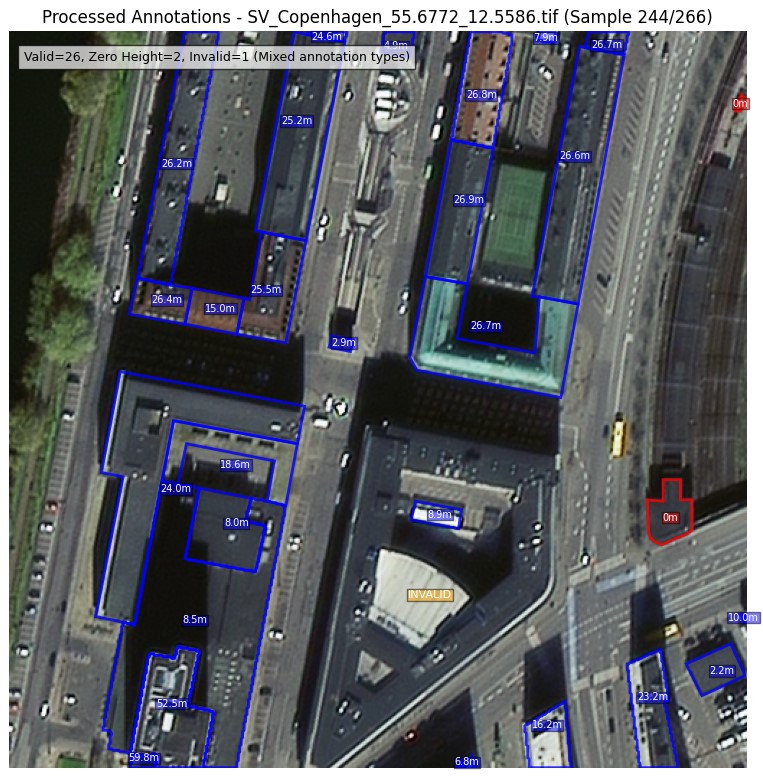 Processed Annotations - SV_Copenhagen_55.6772_12.5586.tif (Sample 244/266)
24.6m
4.9m
7.9m
26.7m
Valid=26, Zero Height=2, Invalid=1 (Mixed annotation types)
26.8m
0m
25.2m
26.2m
26.6m
26.9m
25.5m
26.4m
15.0m
26.7m
2.9m
18.6m
24.0m
8.9m
0m
8.0m
INVALID
8.5m
10.0m
2.2m
23.2m
52.5m
16.2m
59.8m
6.8m